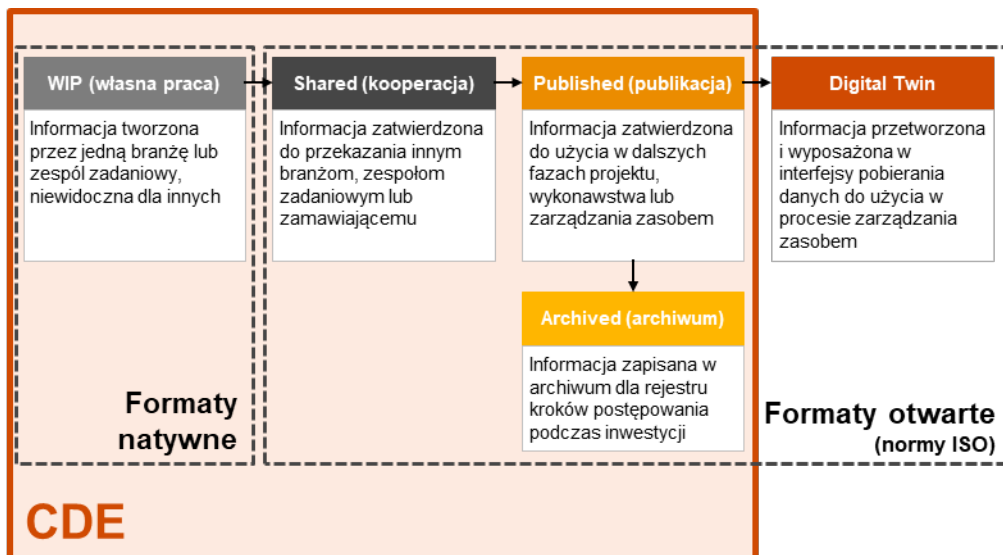 WIP (własna praca)
Informacja tworzona
przez jedną branżę lub
zespól zadaniowy,
niewidoczna dla innych
Shared (kooperacja)
Informacja zatwierdzona
do przekazania innym
branżom, zespołom
zadaniowym lub
zamawiającemu
Published (publikacja)
Informacja zatwierdzona
do użycia w dalszych
fazach projektu,
wykonawstwa lub
zarządzania zasobem
Digital Twin
Informacja przetworzona
i wyposażona w
interfejsy pobierania
danych do użycia w
procesie zarządzania
zasobem
Archived (archiwum)
Informacja zapisana w
archiwum dla rejestru
kroków postępowania
podczas inwestycji
Formaty
natywne
Formaty otwarte
(normy ISO)
CDE